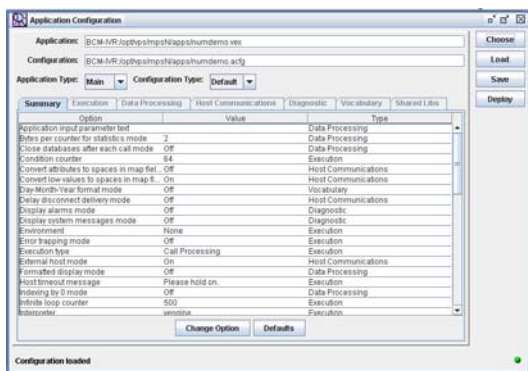 Application Configuration
Application: BCM-IVR:/opt/vps/mpsN/apps/numdemo.vex
Choose
Configuration: BCM-IVR:/opt/vps/mpsN/apps/numdemo.acfg
Load
Application Type: Main Configuration Type: Default
Save
Deploy
Summary Execution Data Processing Host Communications Diagnostic Vocabulary Shared Libs
Option Value Type
Application input parameter text Data Processing
Bytes per counter for statistics mode 2 Data Processing
Close databases after each call mode Off Data Processing
Condition counter 64 Execution
Convert attributes to spaces in map fiel... Off Host Communications
Convert low values to spaces in map fi... On Host Communications
Day-Month-Year format mode Off Vocabulary
Delay disconnect delivery mode Off Host Communications
Display alarms mode Off Diagnostic
Display system messages mode Off Diagnostic
Environment None Execution
Error trapping mode Off Execution
Execution type Call Processing Execution
External host mode On Host Communications
Formatted display mode Off Data Processing
Host timeout message Please hold on. Execution
Indexing by 0 mode Off Data Processing
Infinite loop counter 500 Execution
Interpreter vengine Execution
Change Option Defaults
Configuration loaded